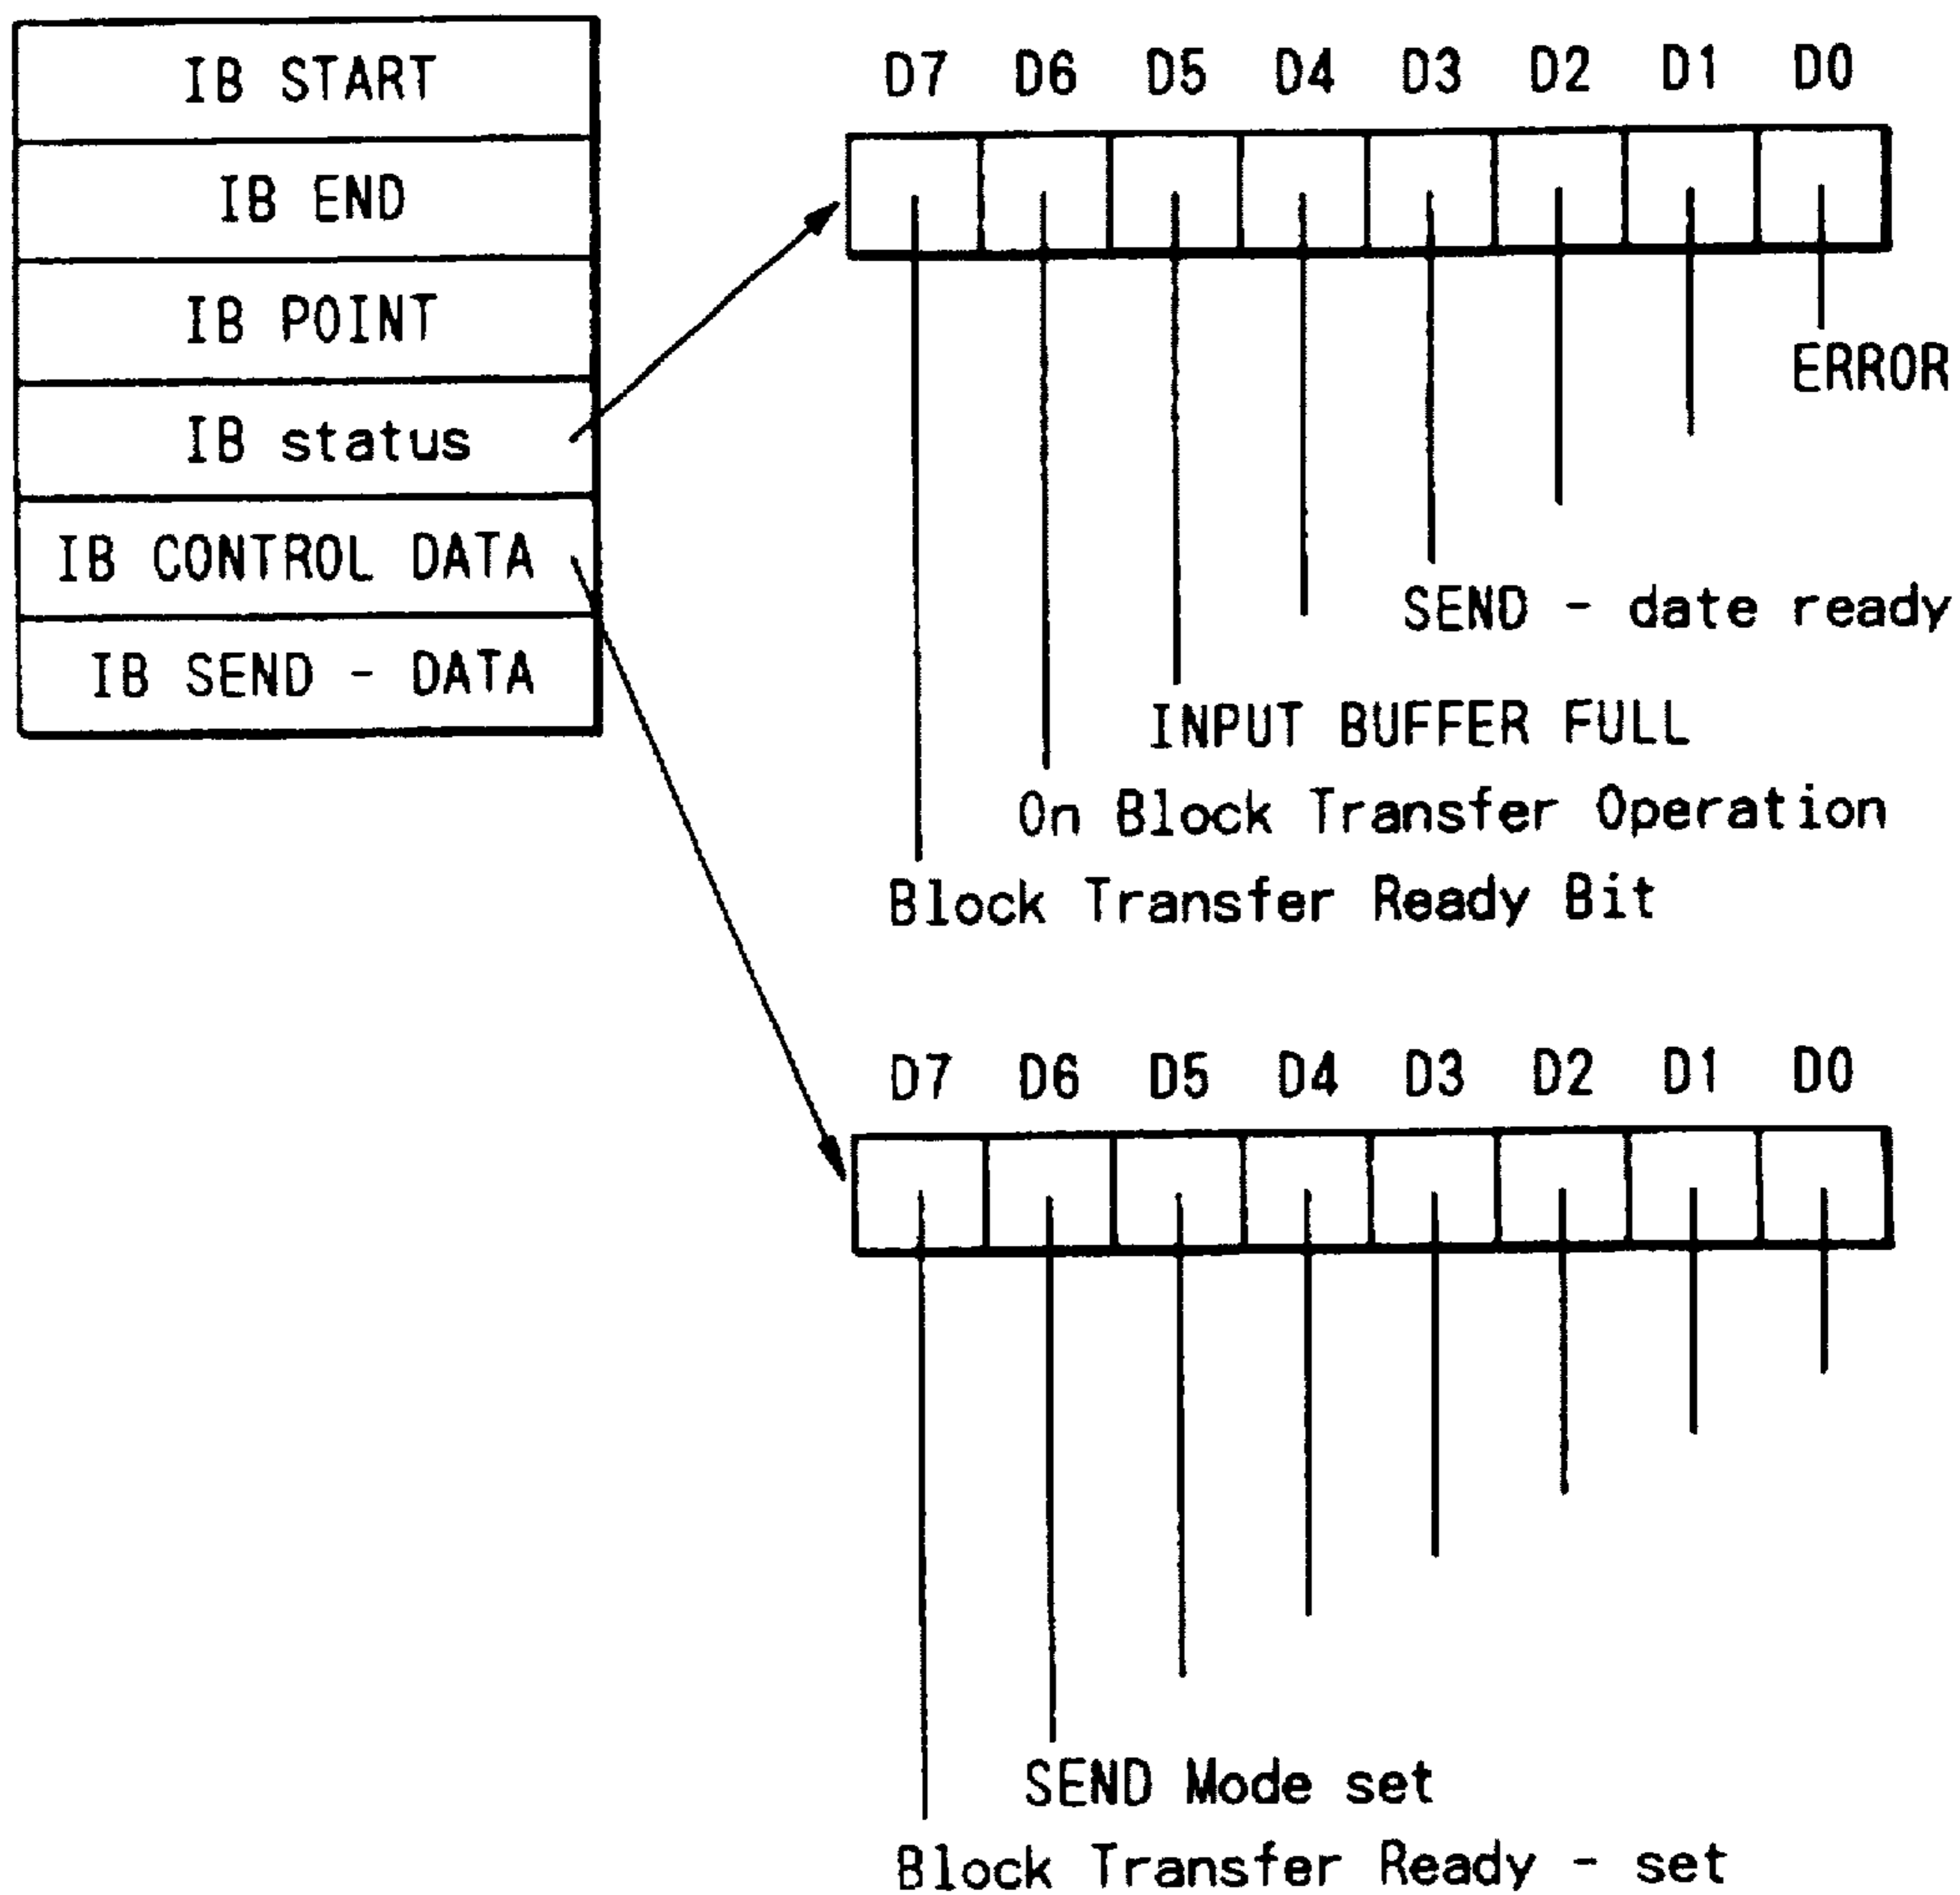 IB START
IB END
IB POINT
IB status
IB CONTROL DATA
IB SEND - DATA
D7 D6 D5 D4 D3 D2 D1 D0
ERROR
SEND - date ready
INPUT BUFFER FULL
On Block Transfer Operation
Block Transfer Ready Bit
D7 D6 D5 D4 D3 D2 D1 D0
SEND Mode set
Block Transfer Ready - set